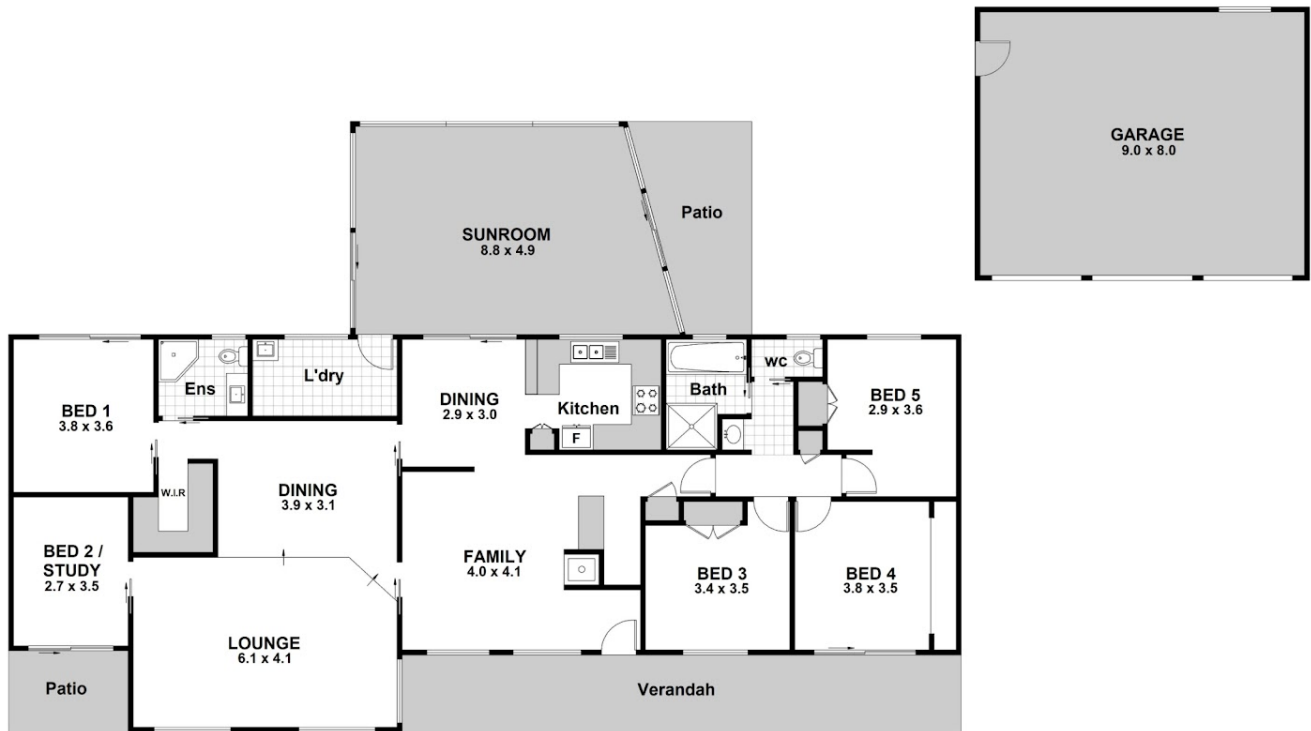 GARAGE
9.0 x 8.0
Patio
SUNROOM
8.8 x 4.9
Ens
L'dry
BED 1
3.8 x 3.6
DINING
2.9 x 3.0
Kitchen
F
Bath
wc
BED 5
2.9 x 3.6
W.I.R
DINING
3.9 x 3.1
BED 2 /
STUDY
2.7 x 3.5
FAMILY
4.0 x 4.1
BED 3
3.4 x 3.5
BED 4
3.8 x 3.5
LOUNGE
6.1 x 4.1
Patio
Verandah